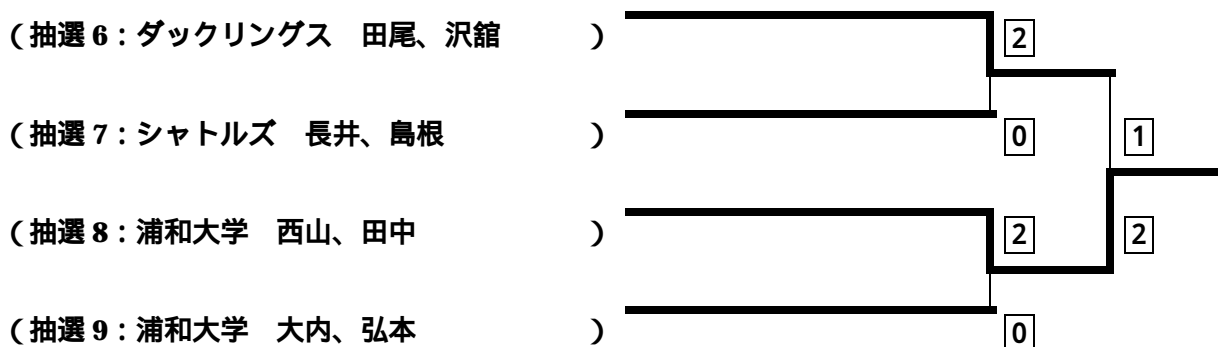 （抽選6：ダックリングス　田尾、沢舘　　　）
2
（抽選7：シャトルズ　長井、島根　　　　　）
0
1
（抽選8：浦和大学　西山、田中　　　　　　）
2
2
（抽選9：浦和大学　大内、弘本　　　　　　）
0